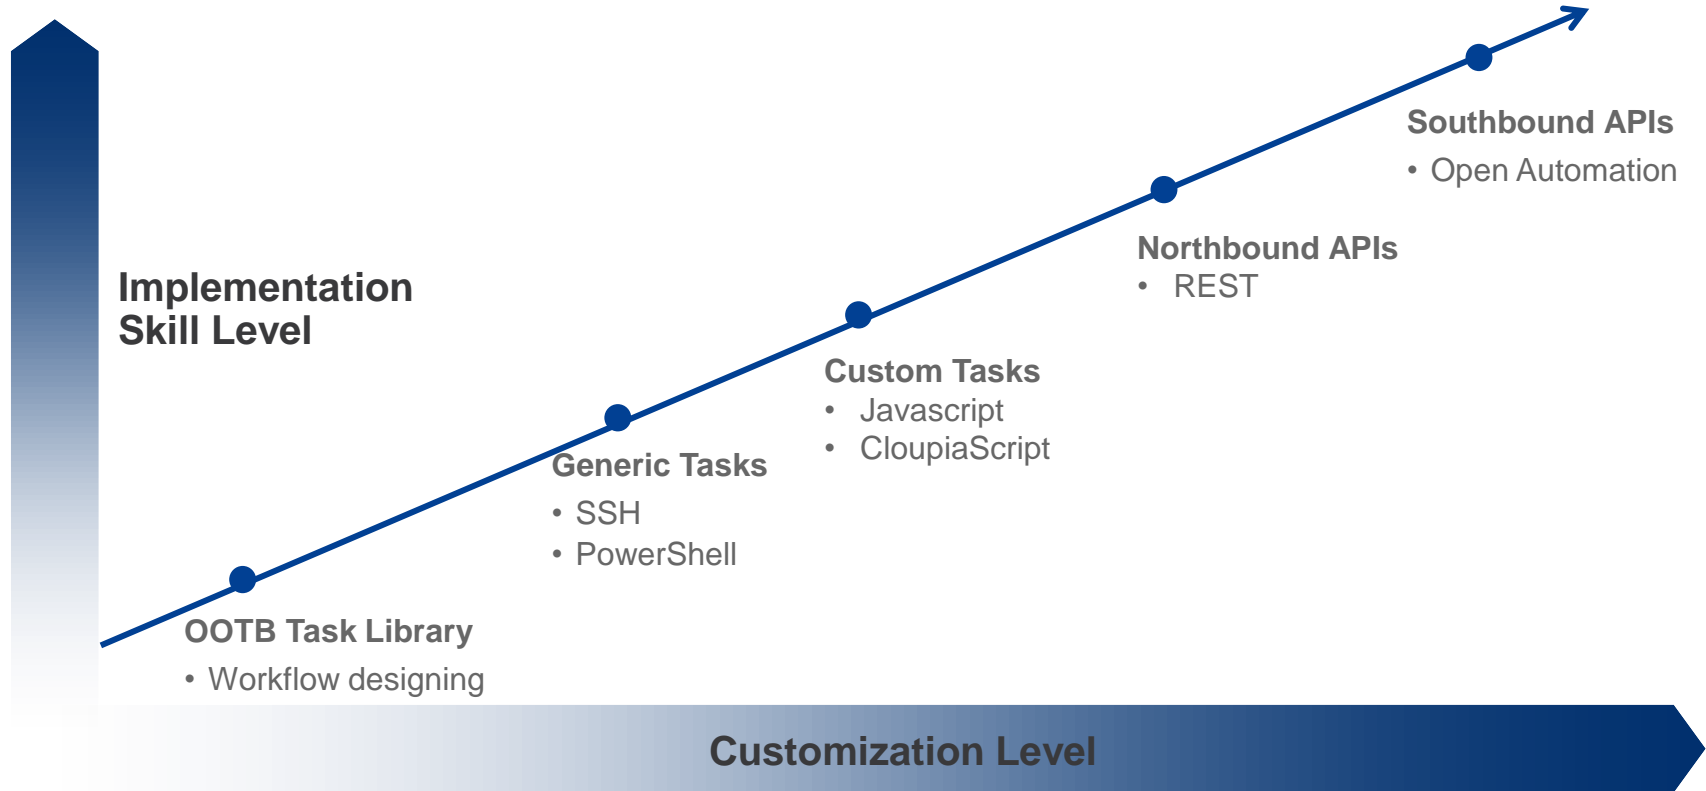 Southbound APIs
• Open Automation
Northbound APIs
• REST
Implementation
Skill Level
Custom Tasks
• Javascript
• CloupiaScript
Generic Tasks
• SSH
• PowerShell
OOTB Task Library
• Workflow designing
Customization Level